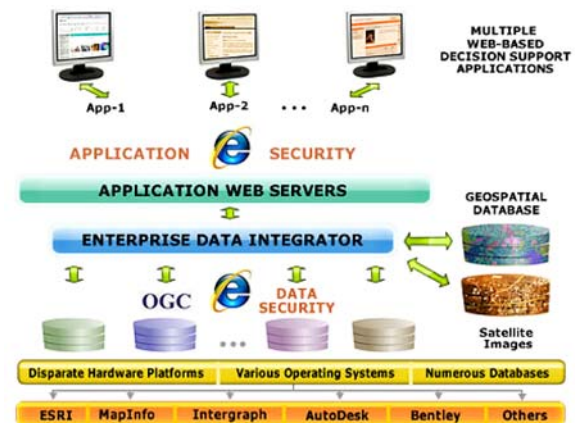 MULTIPLE
WEB-BASED
DECISION SUPPORT
APPLICATIONS
App-1
App-2
• • •
App-n
APPLICATION SECURITY
APPLICATION WEB SERVERS
GEOSPATIAL
DATABASE
ENTERPRISE DATA INTEGRATOR
OGC
DATA
SECURITY
Satellite
Images
Disparate Hardware Platforms
Various Operating Systems
Numerous Databases
ESRI
MapInfo
Intergraph
AutoDesk
Bentley
Others